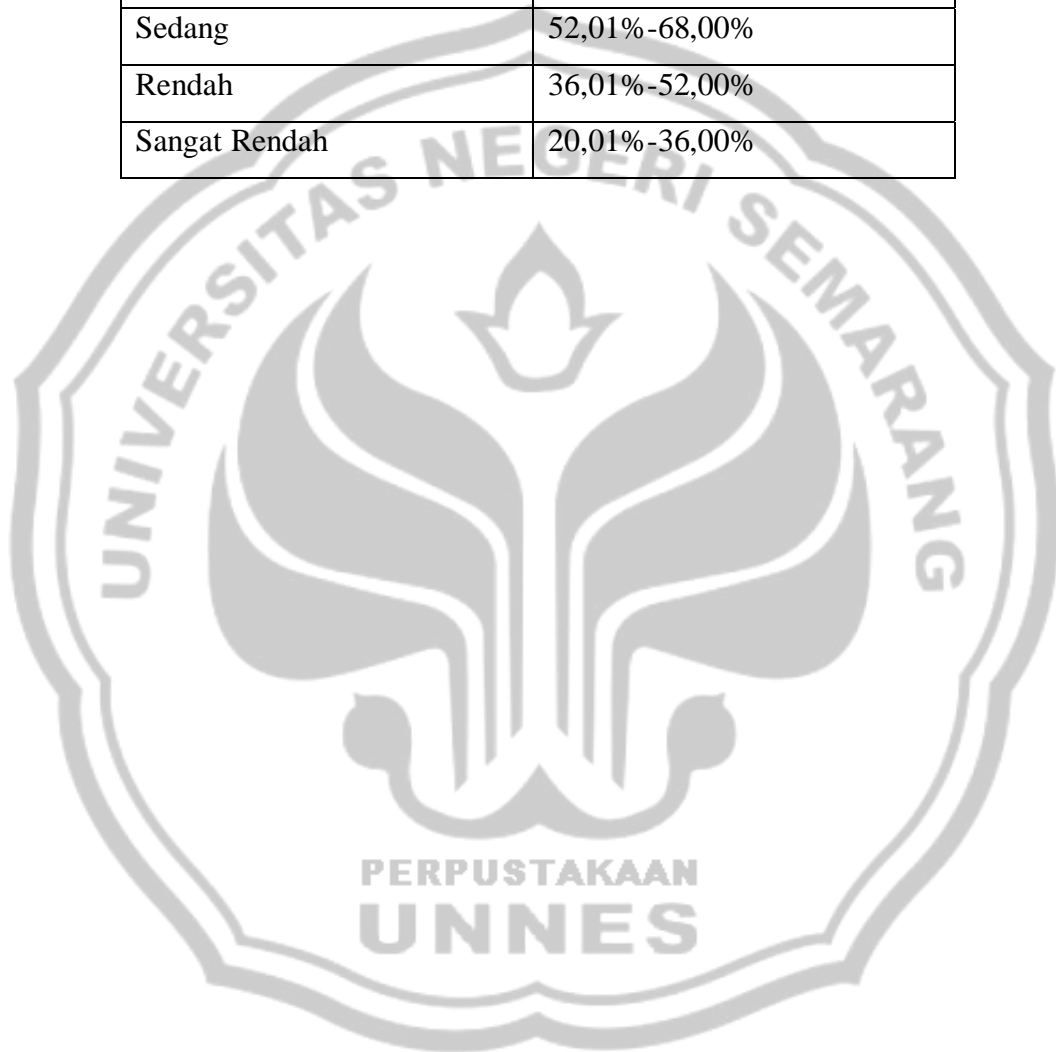 Sedang 52,01%-68,00%
Rendah 36,01%-52,00%
Sangat Rendah 20,01%-36,00%
UNIVERSITAS NEGERI SEMARANG
PERPUSTAKAAN
UNNES